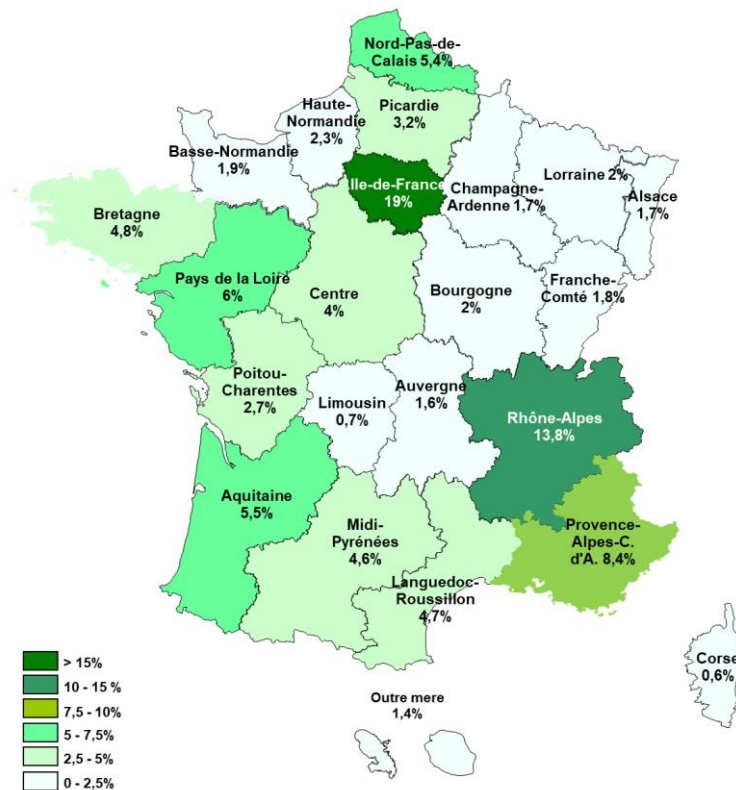 Nord-Pas-de-
Calais 5,4%
Haute-
Normandie
2,3%
Picardie
3,2%
Basse-Normandie
1,9%
Ile-de-France
19%
Champagne-
Ardenne 1,7%
Lorraine 2%
Alsace
1,7%
Bretagne
4,8%
Pays de la Loire
6%
Centre
4%
Bourgogne
2%
Franche-
Comté 1,8%
Poitou-
Charentes
2,7%
Limousin
0,7%
Auvergne
1,6%
Rhône-Alpes
13,8%
Aquitaine
5,5%
Midi-
Pyrénées
4,6%
Provence-
Alpes-C.
d'A. 8,4%
Languedoc-
Roussillon
4,7%
Corse
0,6%
Outre mere
1,4%
> 15%
10 - 15 %
7,5 - 10%
5 - 7,5%
2,5 - 5%
0 - 2,5%